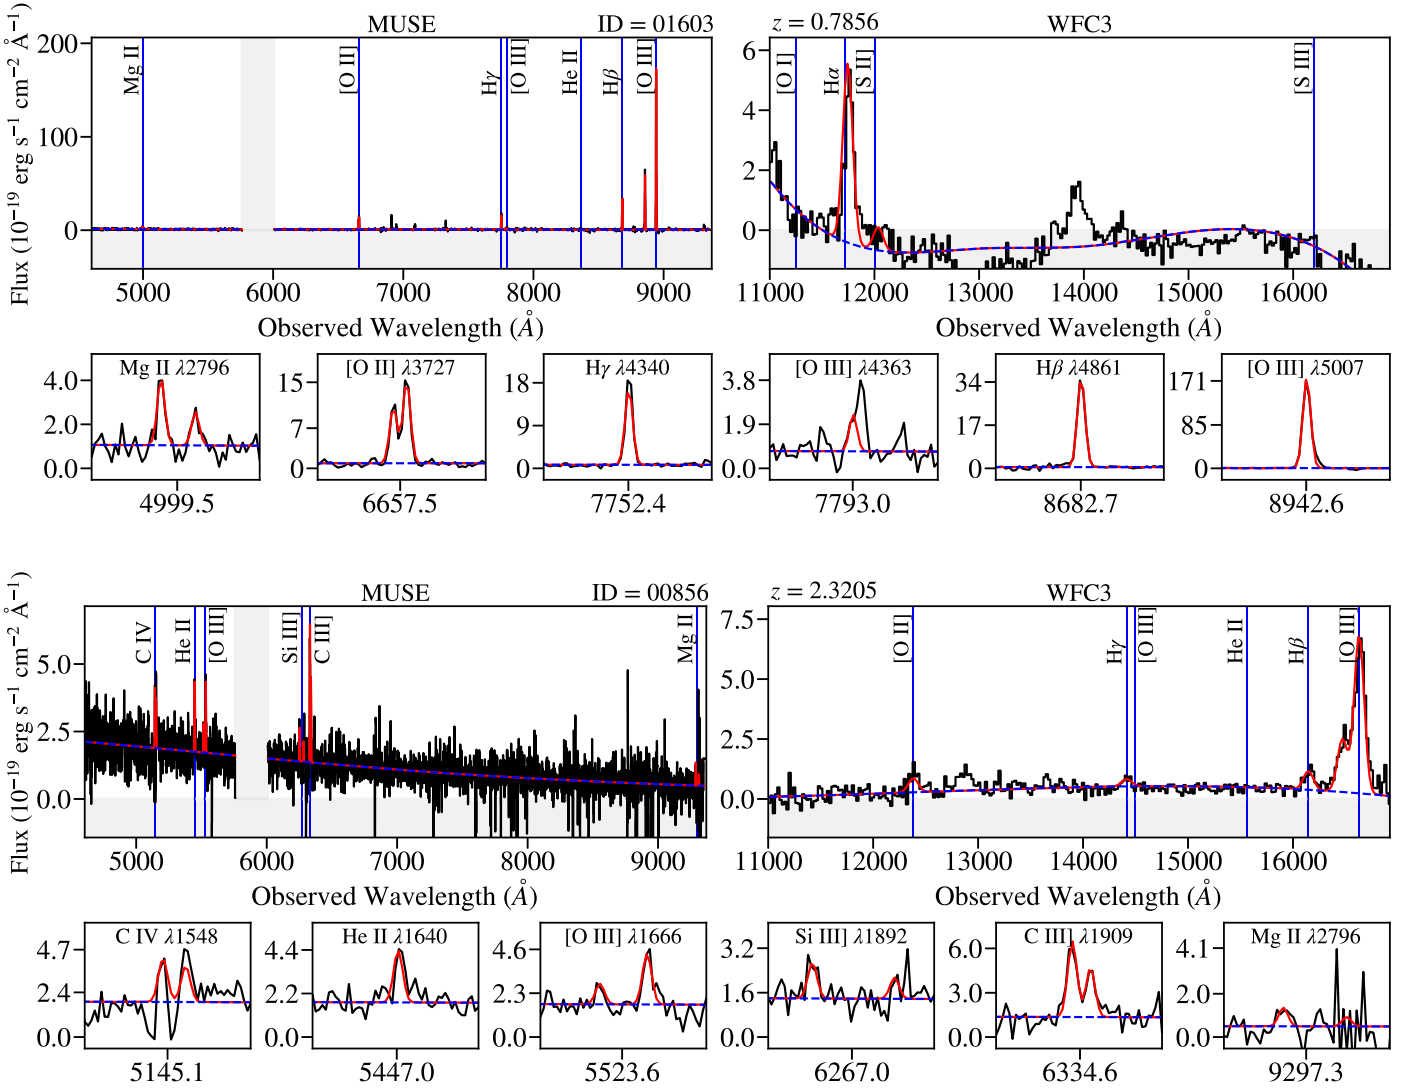 MUSE ID = 01603
z = 0.7856 WFC3
Flux (10⁻¹⁹ erg s⁻¹ cm⁻² Å⁻¹)
200
100
0
Mg II
[O II]
Hγ
[O III]
He II
Hβ
[O III]
5000 6000 7000 8000 9000
Observed Wavelength (Å)
6
4
2
0
[O I]
Hα
[S II]
[S III]
11000 12000 13000 14000 15000 16000
Observed Wavelength (Å)
Mg II λ2796
4.0
2.0
0.0
4999.5
[O II] λ3727
15
7
0
6657.5
Hγ λ4340
18
9
0
7752.4
[O III] λ4363
3.8
1.9
0.0
7793.0
Hβ λ4861
34
17
0
8682.7
[O III] λ5007
171
85
0
8942.6
MUSE ID = 00856
z = 2.3205 WFC3
Flux (10⁻¹⁹ erg s⁻¹ cm⁻² Å⁻¹)
5.0
2.5
0.0
C IV
He II
[O III]
Si III]
C III]
Mg II
5000 6000 7000 8000 9000
Observed Wavelength (Å)
7.5
5.0
2.5
0.0
[O II]
Hγ
[O III]
He II
Hβ
[O III]
11000 12000 13000 14000 15000 16000
Observed Wavelength (Å)
C IV λ1548
4.7
2.4
0.0
5145.1
He II λ1640
4.4
2.2
0.0
5447.0
[O III] λ1666
4.6
2.3
0.0
5523.6
Si III] λ1892
3.2
1.6
0.0
6267.0
C III] λ1909
6.0
3.0
0.0
6334.6
Mg II λ2796
4.1
2.0
0.0
9297.3